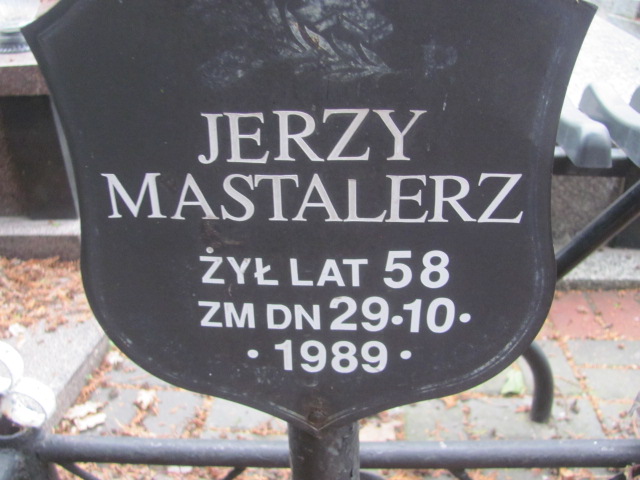 JERZY
MASTALERZ
ŻYŁ LAT 58
ZM DN 29•10•
• 1989 •